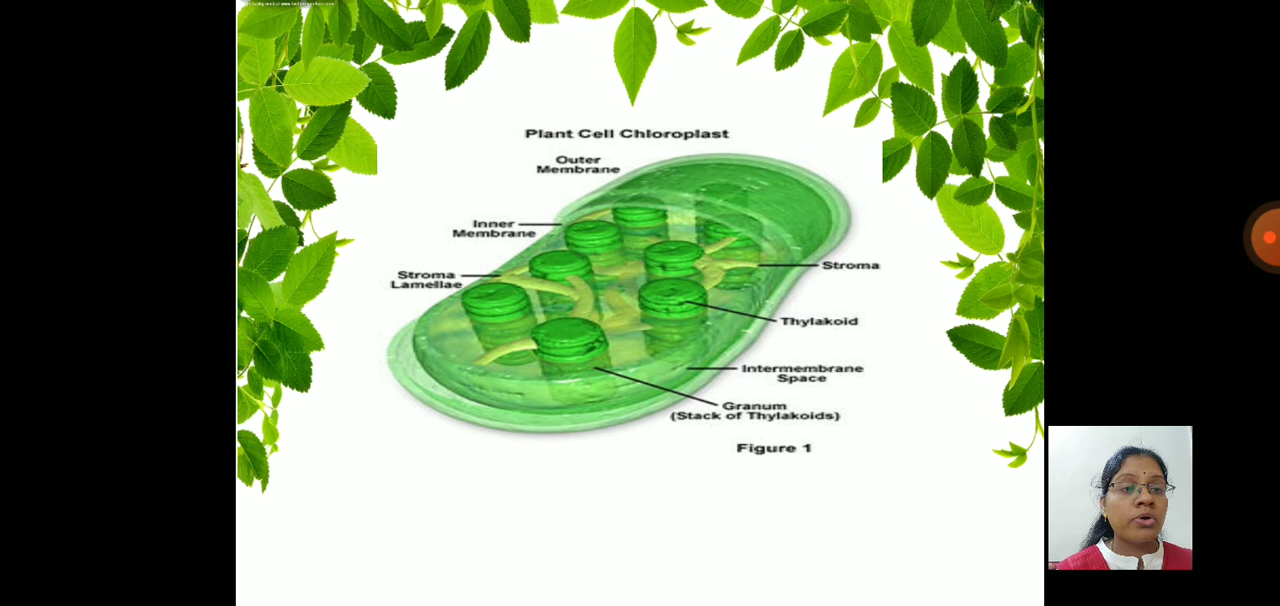 Plant Cell Chloroplast
Outer
Membrane
Inner
Membrane
Stroma
Lamellae
Stroma
Thylakoid
Intermembrane
Space
Granum
(Stack of Thylakoids)
Figure 1